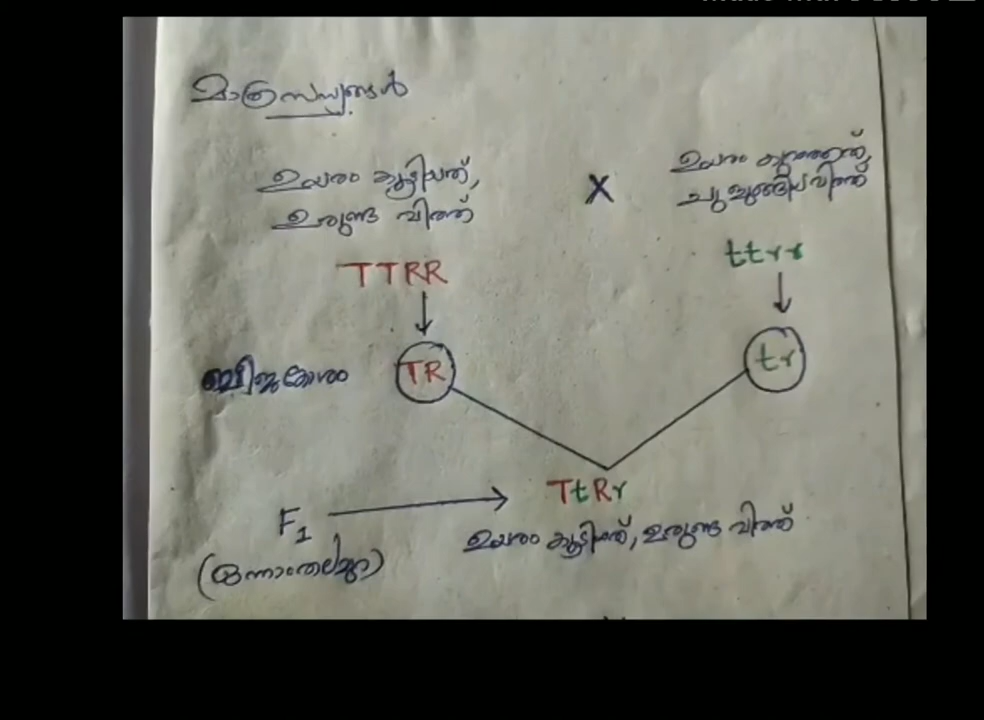 മാതൃസസ്യങ്ങൾ
ഉയരം കൂടിയത്,
ഉരുണ്ട വിത്ത്
X
ഉയരം കുറഞ്ഞത്,
ചുളുങ്ങിയ വിത്ത്
TTRR
ttrr
ബീജകോശം
TR
tr
TtRr
F1
ഉയരം കൂടിയത്, ഉരുണ്ട വിത്ത്
(ഒന്നാംതലമുറ)